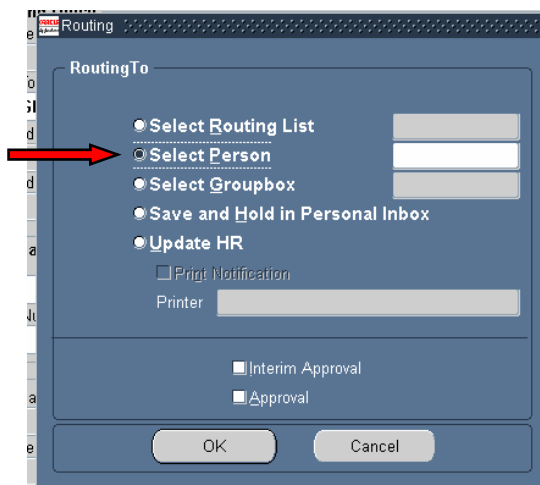 Routing
RoutingTo
Select Routing List
Select Person
Select Groupbox
Save and Hold in Personal Inbox
Update HR
Print Notification
Printer
Interim Approval
Approval
OK
Cancel